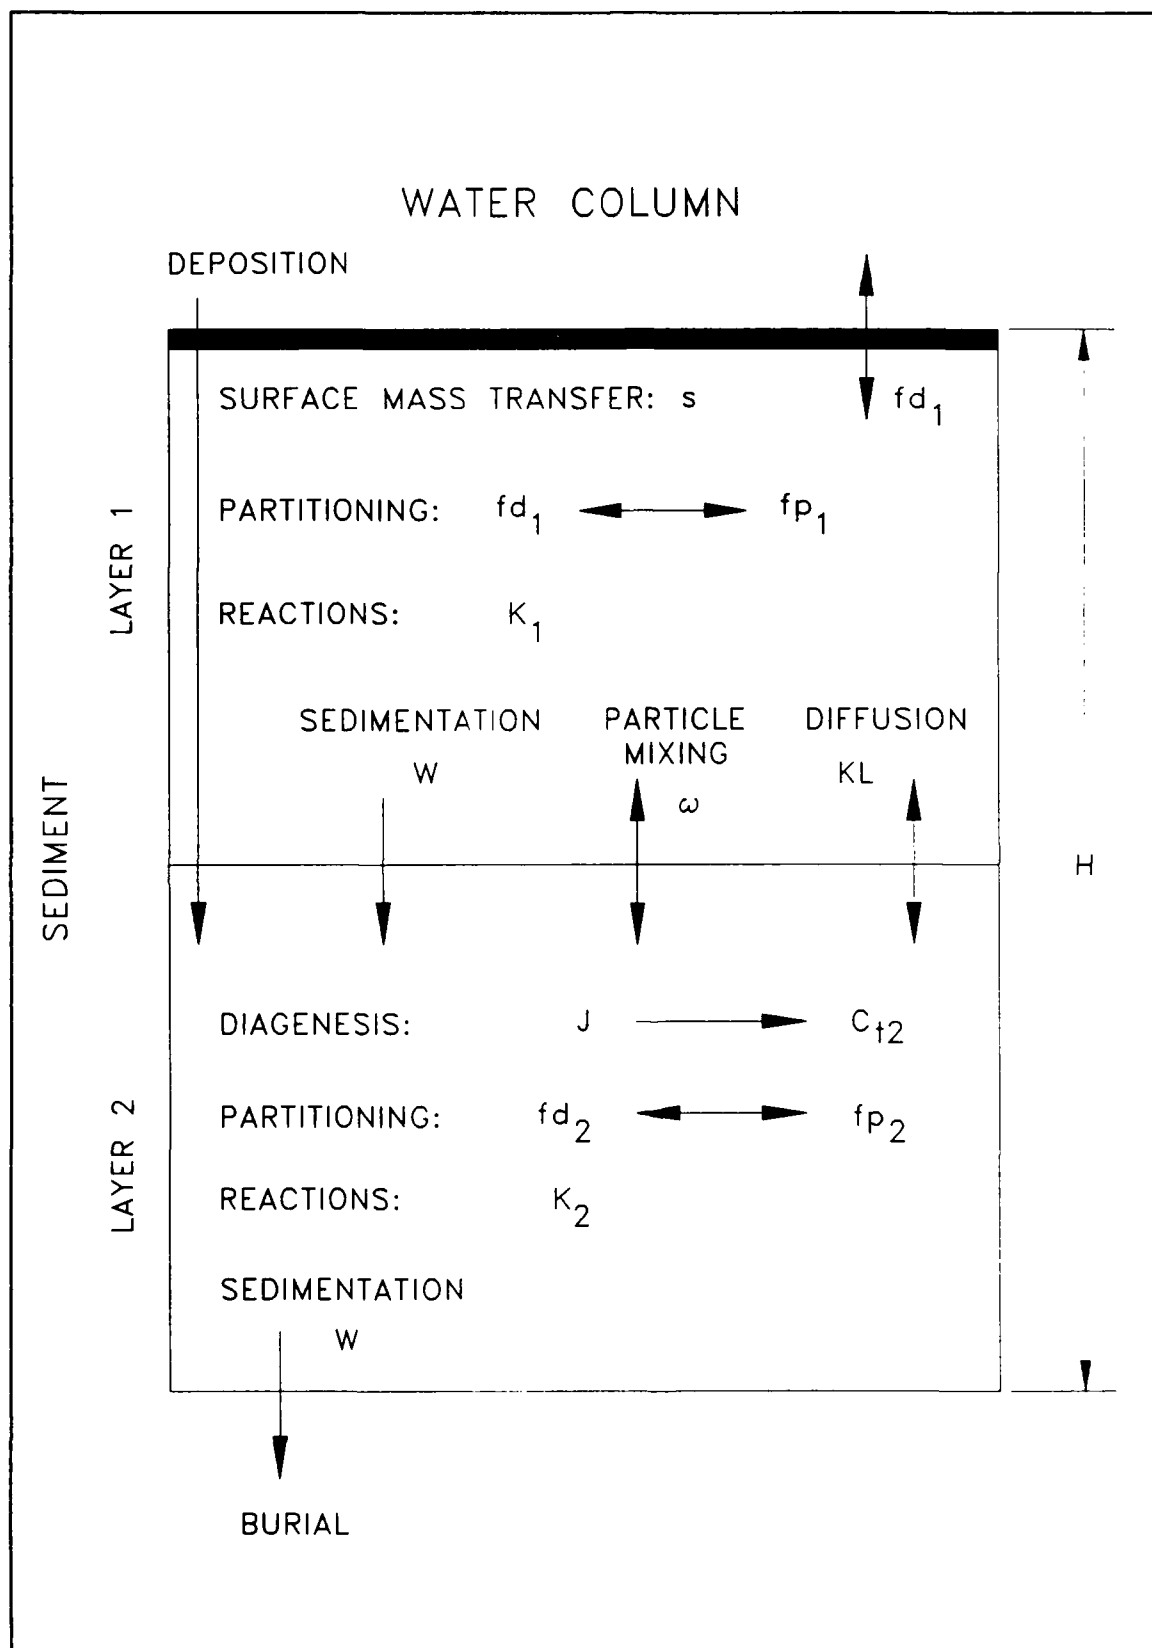 WATER COLUMN
DEPOSITION
SURFACE MASS TRANSFER: s fd1
PARTITIONING: fd1 fp1
REACTIONS: K1
LAYER 1
SEDIMENTATION
W
PARTICLE
MIXING
ω
DIFFUSION
KL
SEDIMENT
H
DIAGENESIS: J Ct2
PARTITIONING: fd2 fp2
REACTIONS: K2
LAYER 2
SEDIMENTATION
W
BURIAL